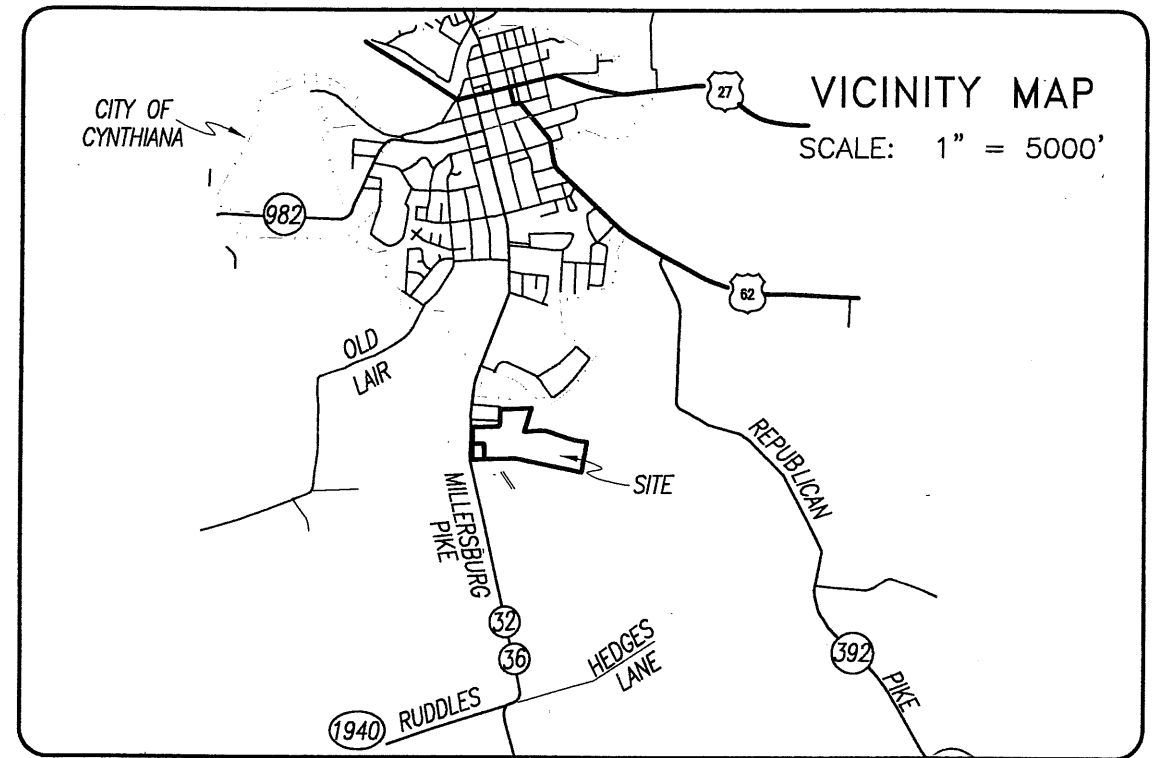 VICINITY MAP
SCALE: 1" = 5000'
CITY OF
CYNTHIANA
27
982
62
OLD
LAIR
REPUBLICAN
SITE
MILLERSBURG
PIKE
32
36
HEDGES
LANE
392
PIKE
RUDDLES
1940